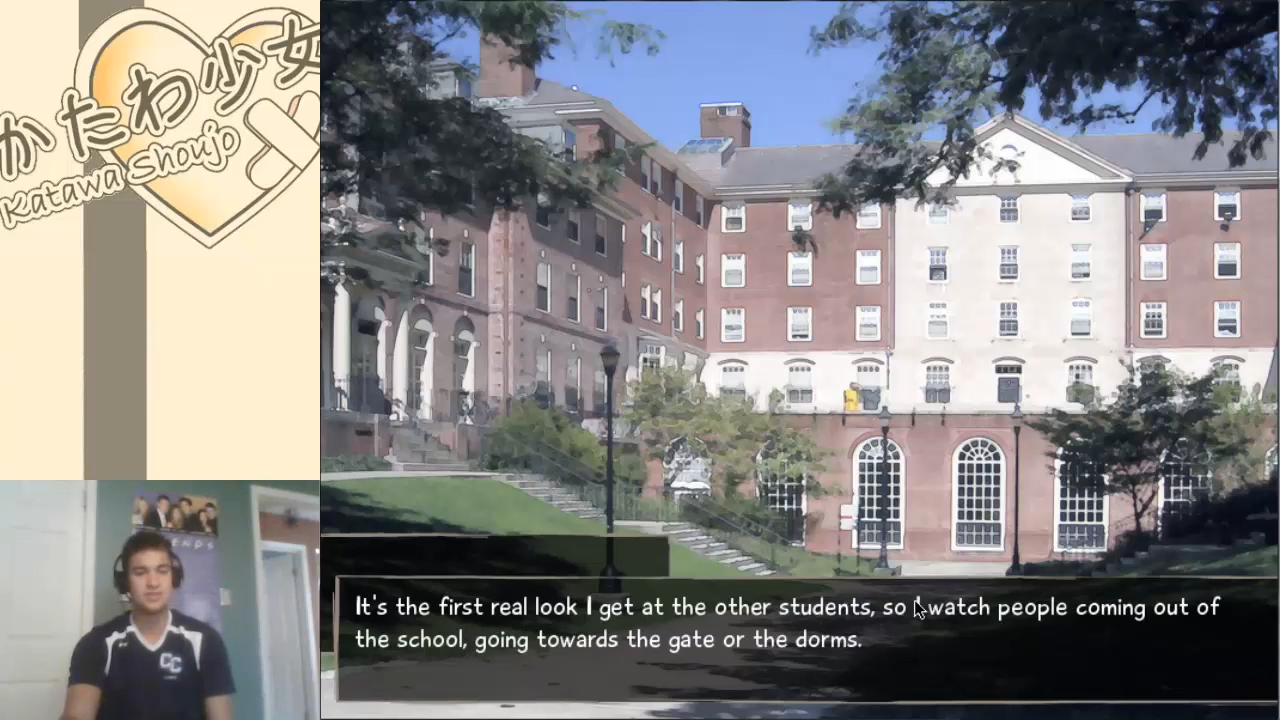 かたわ少女
Katawa Shoujo
It's the first real look I get at the other students, so I watch people coming out of
the school, going towards the gate or the dorms.
CC